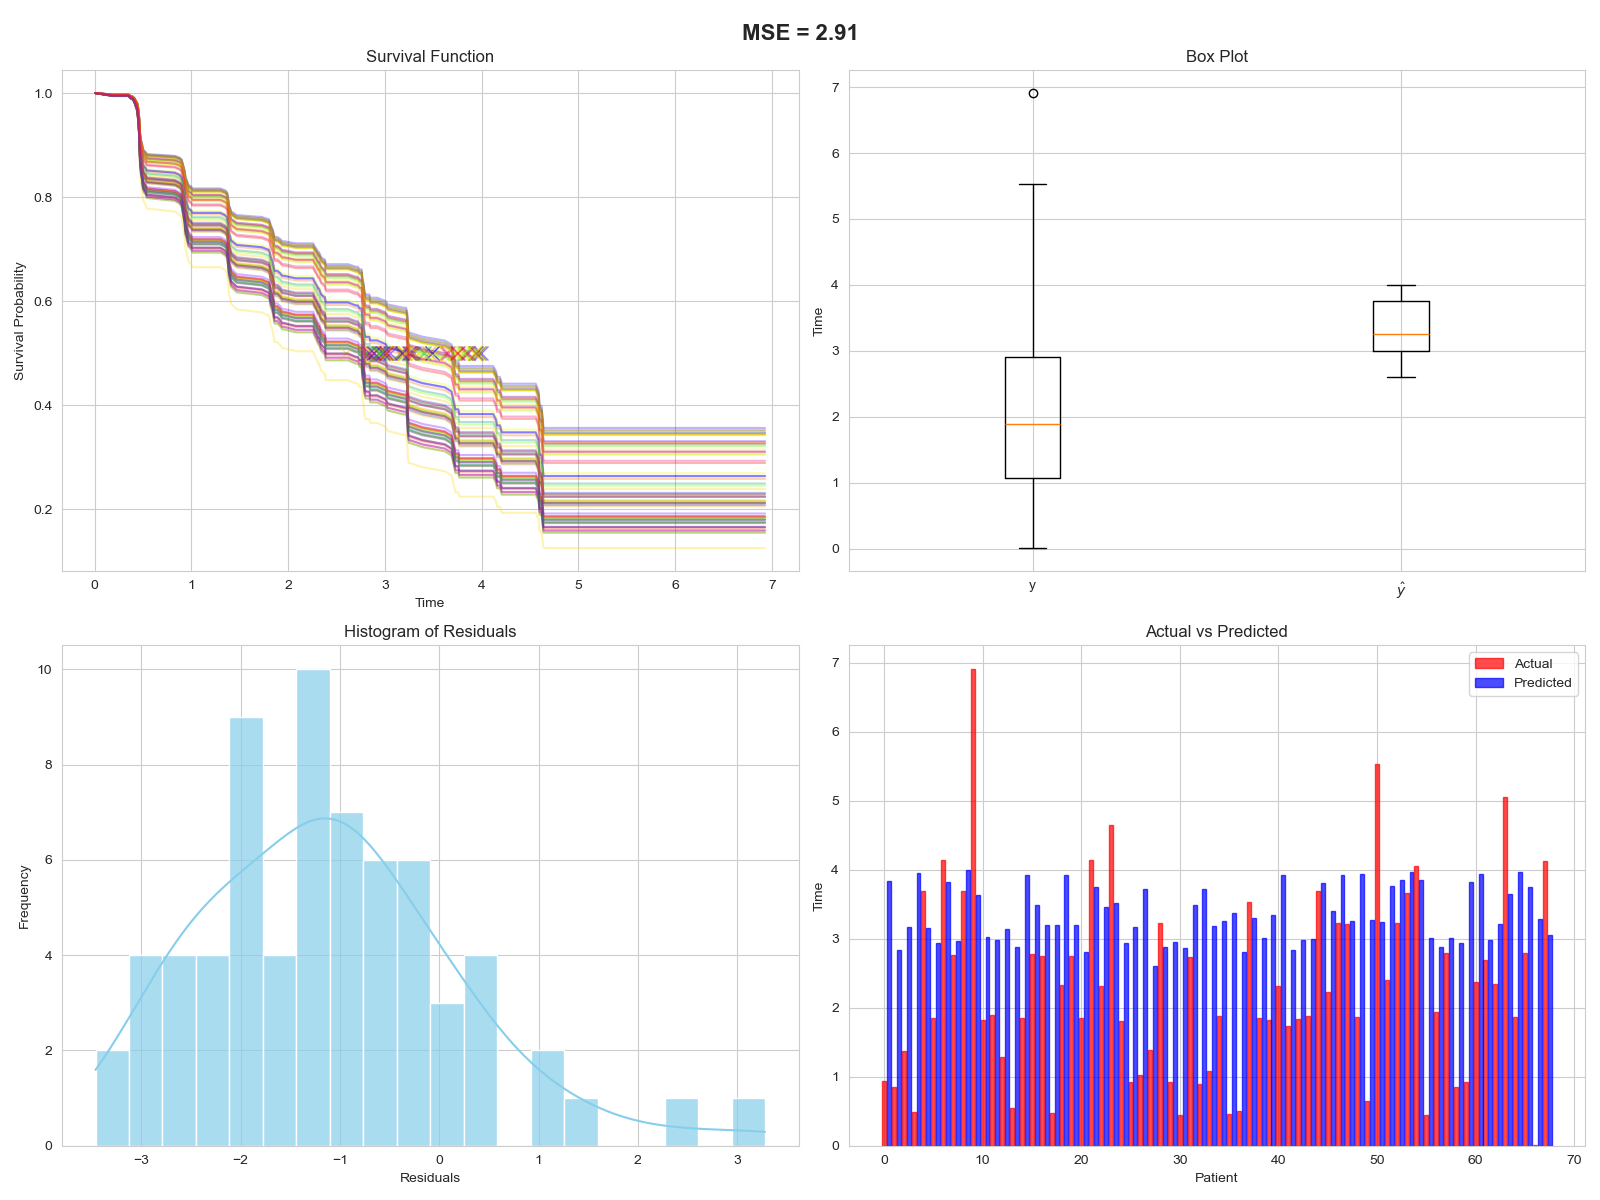 MSE = 2.91
Survival Function
1.0
0.8
0.6
0.4
0.2
Survival Probability
0 1 2 3 4 5 6 7
Time
Box Plot
7
6
5
4
3
2
1
0
Time
y
ŷ
Histogram of Residuals
10
8
6
4
2
0
Frequency
−3 −2 −1 0 1 2 3
Residuals
Actual vs Predicted
Actual
Predicted
7
6
5
4
3
2
1
0
Time
0 10 20 30 40 50 60 70
Patient